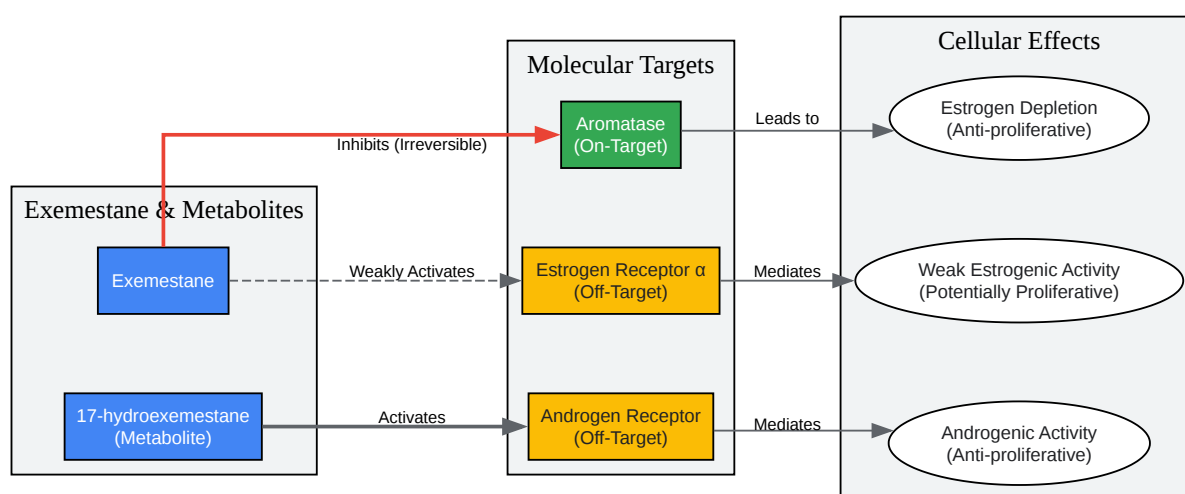 Exemestane & Metabolites
Exemestane
17-hydroexemestane
(Metabolite)
Inhibits (Irreversible)
Weakly Activates
Activates
Molecular Targets
Aromatase
(On-Target)
Estrogen Receptor α
(Off-Target)
Androgen Receptor
(Off-Target)
Leads to
Mediates
Mediates
Cellular Effects
Estrogen Depletion
(Anti-proliferative)
Weak Estrogenic Activity
(Potentially Proliferative)
Androgenic Activity
(Anti-proliferative)